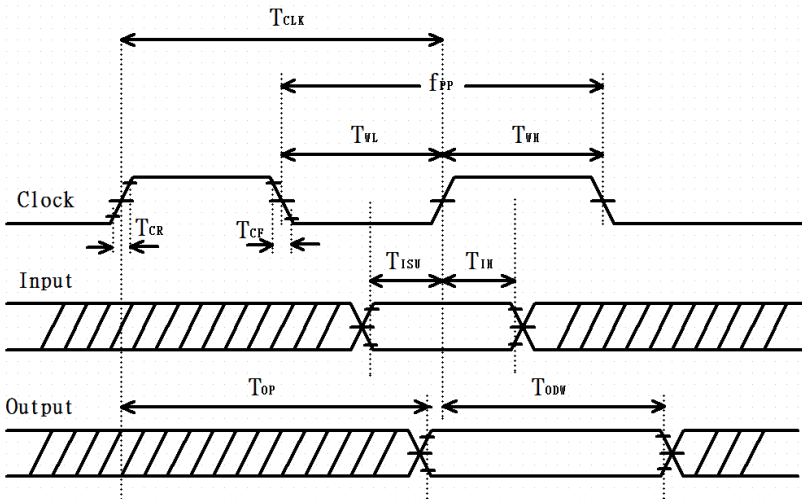 TCLK
fPP
TWL TWH
Clock
TCR TCF
TISU TIH
Input
TOP TODW
Output